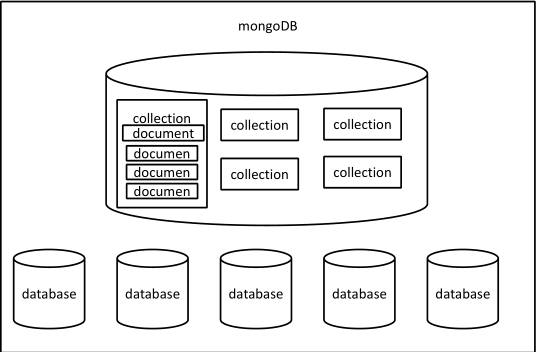 mongoDB
collection
document
documen
documen
documen
collection
collection
collection
collection
database
database
database
database
database